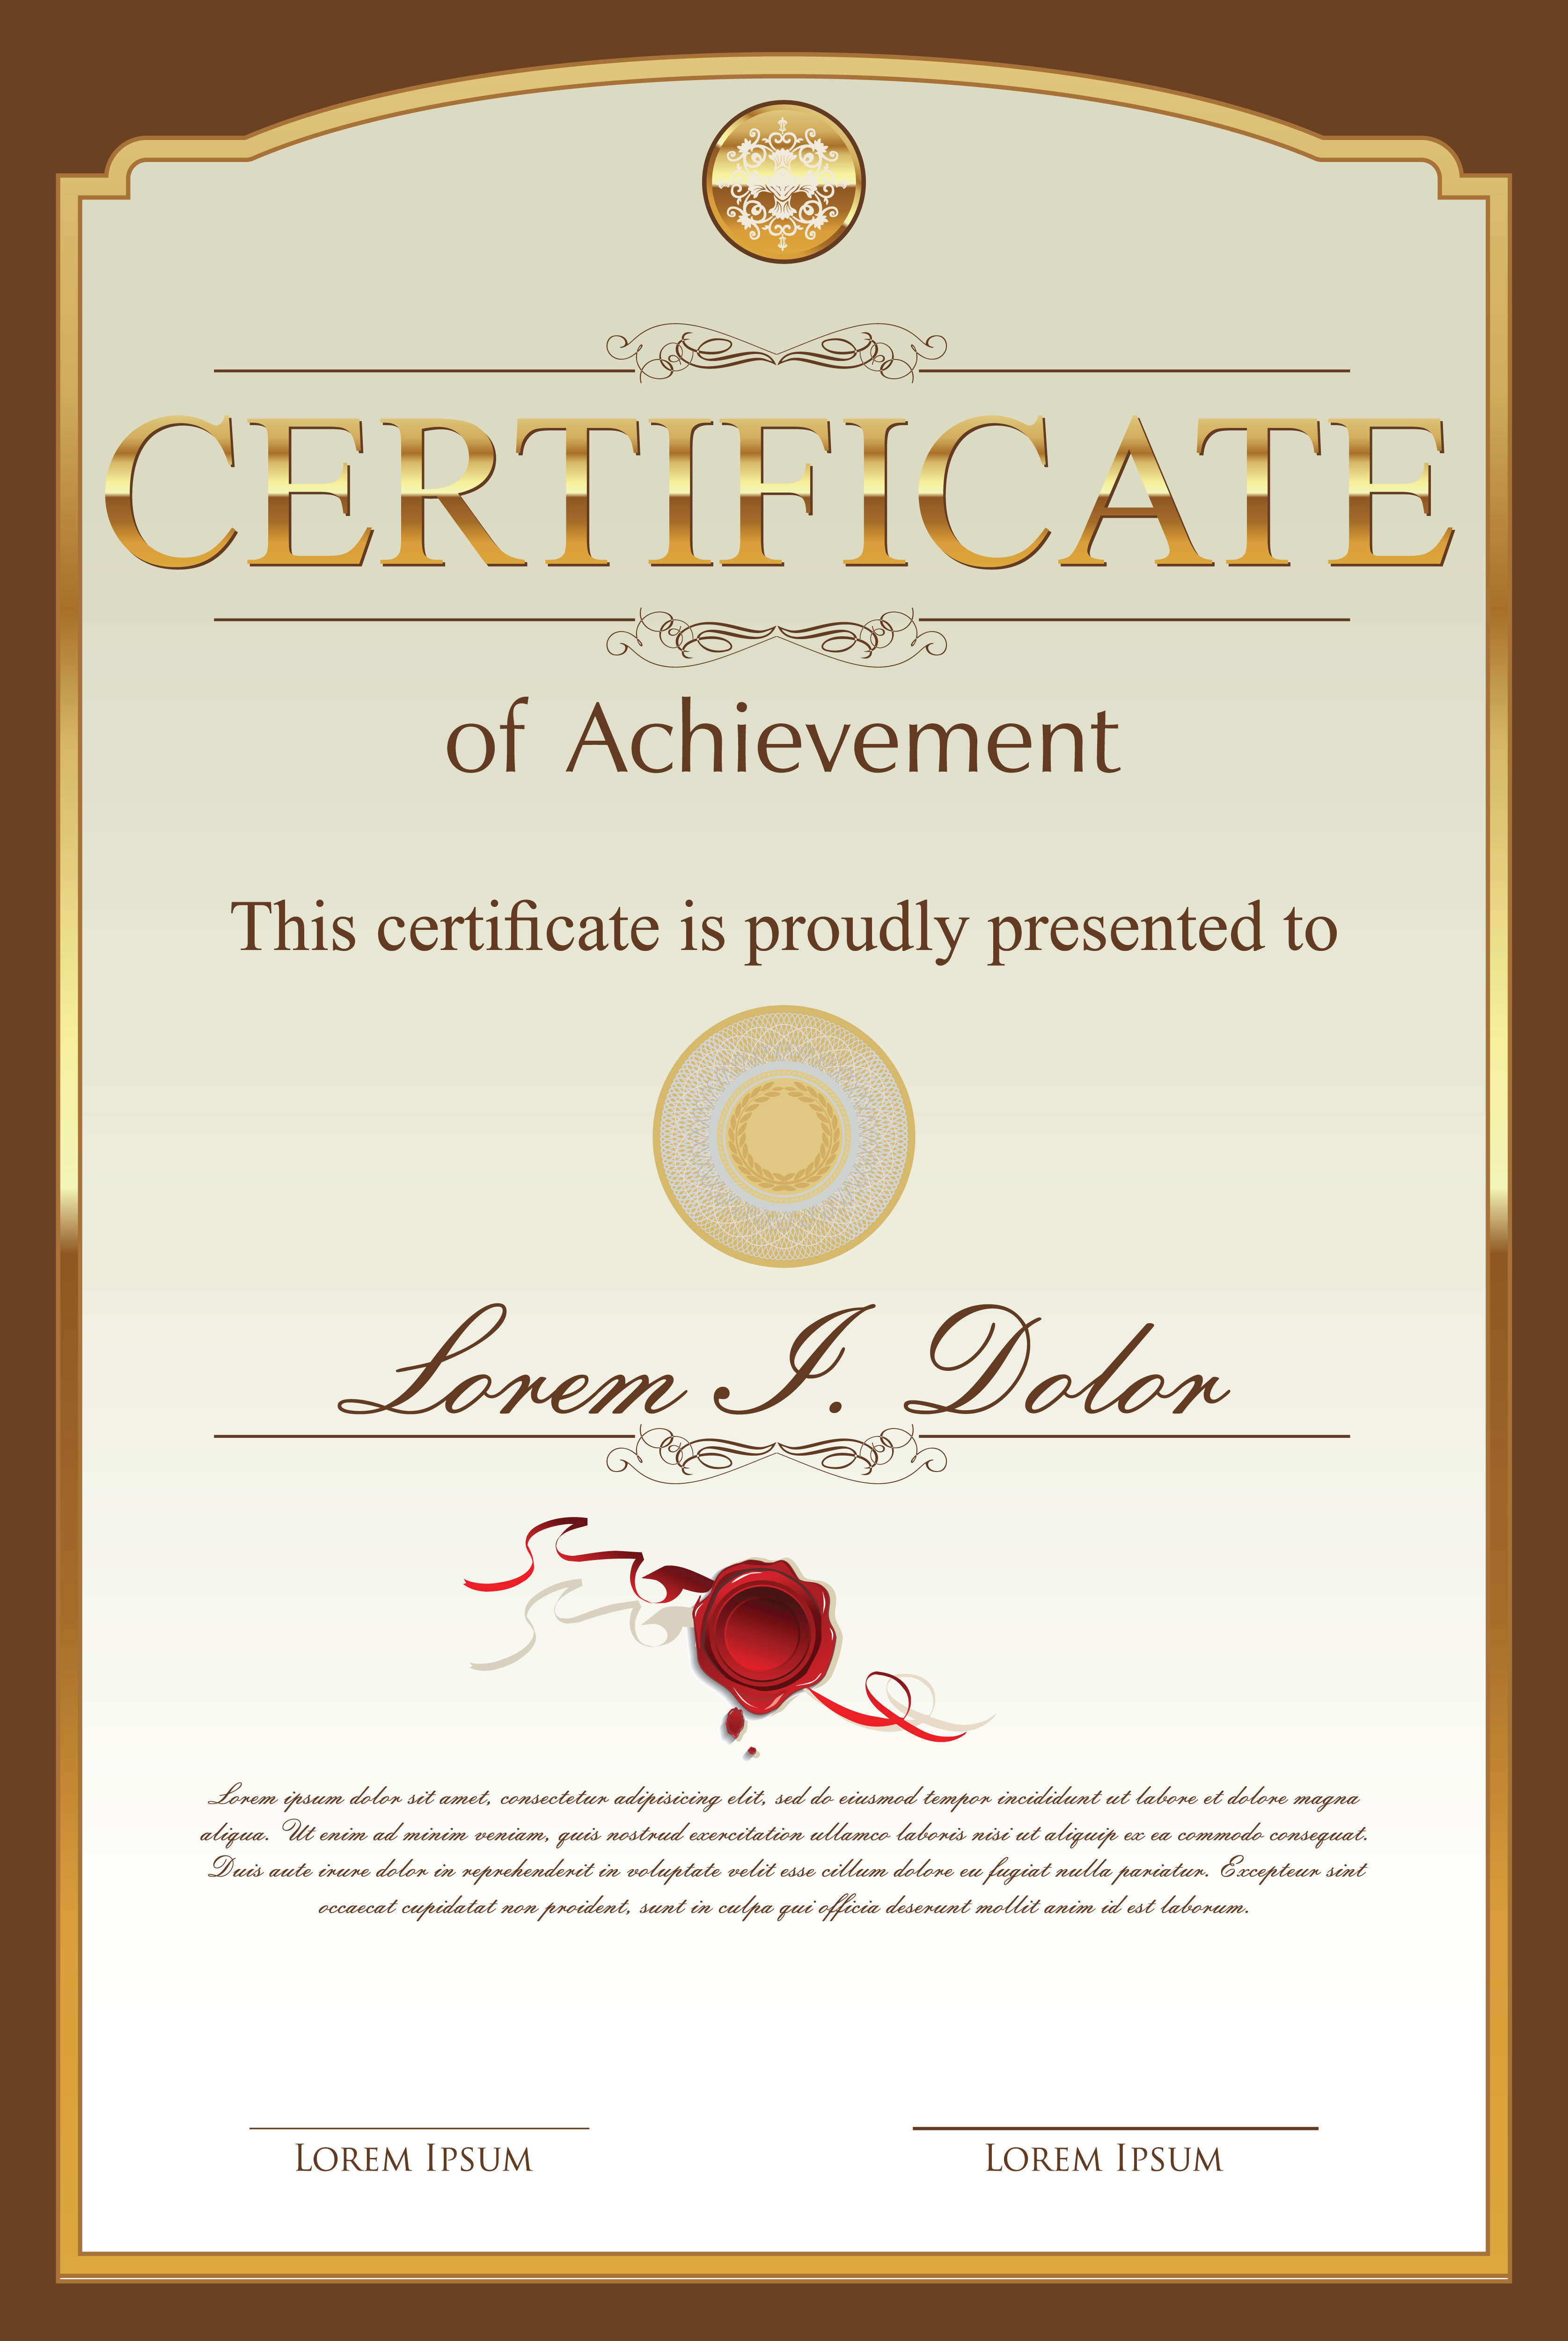 CERTIFICATE
of Achievement
This certificate is proudly presented to
Lorem I. Dolor
Lorem ipsum dolor sit amet, consectetur adipisicing elit, sed do eiusmod tempor incididunt ut labore et dolore magna
aliqua. Ut enim ad minim veniam, quis nostrud exercitation ullamco laboris nisi ut aliquip ex ea commodo consequat.
Duis aute irure dolor in reprehenderit in voluptate velit esse cillum dolore eu fugiat nulla pariatur. Excepteur sint
occaecat cupidatat non proident, sunt in culpa qui officia deserunt mollit anim id est laborum.
Lorem Ipsum
Lorem Ipsum